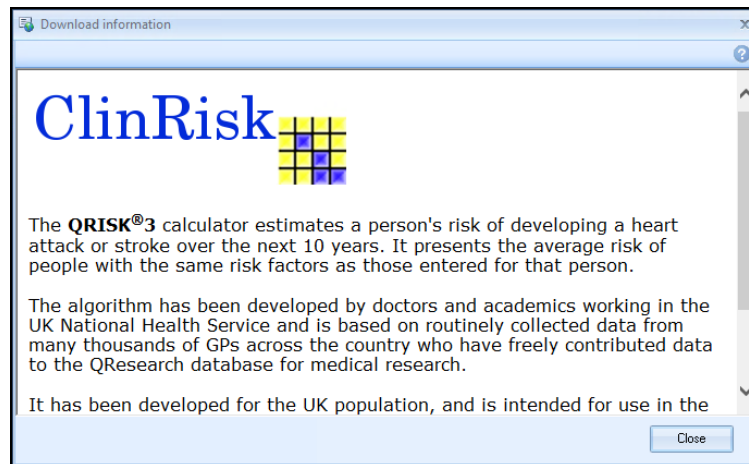 Download information
ClinRisk
The QRISK®3 calculator estimates a person's risk of developing a heart
attack or stroke over the next 10 years. It presents the average risk of
people with the same risk factors as those entered for that person.
The algorithm has been developed by doctors and academics working in the
UK National Health Service and is based on routinely collected data from
many thousands of GPs across the country who have freely contributed data
to the QResearch database for medical research.
It has been developed for the UK population, and is intended for use in the
Close